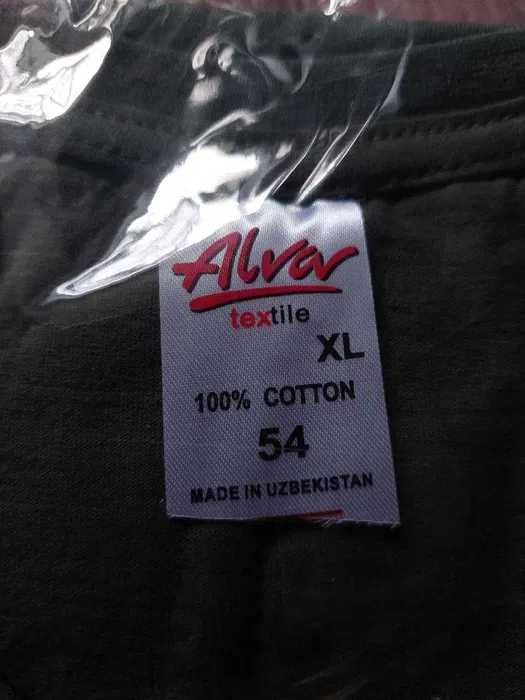 Alva
textile
XL
100% COTTON
54
MADE IN UZBEKISTAN